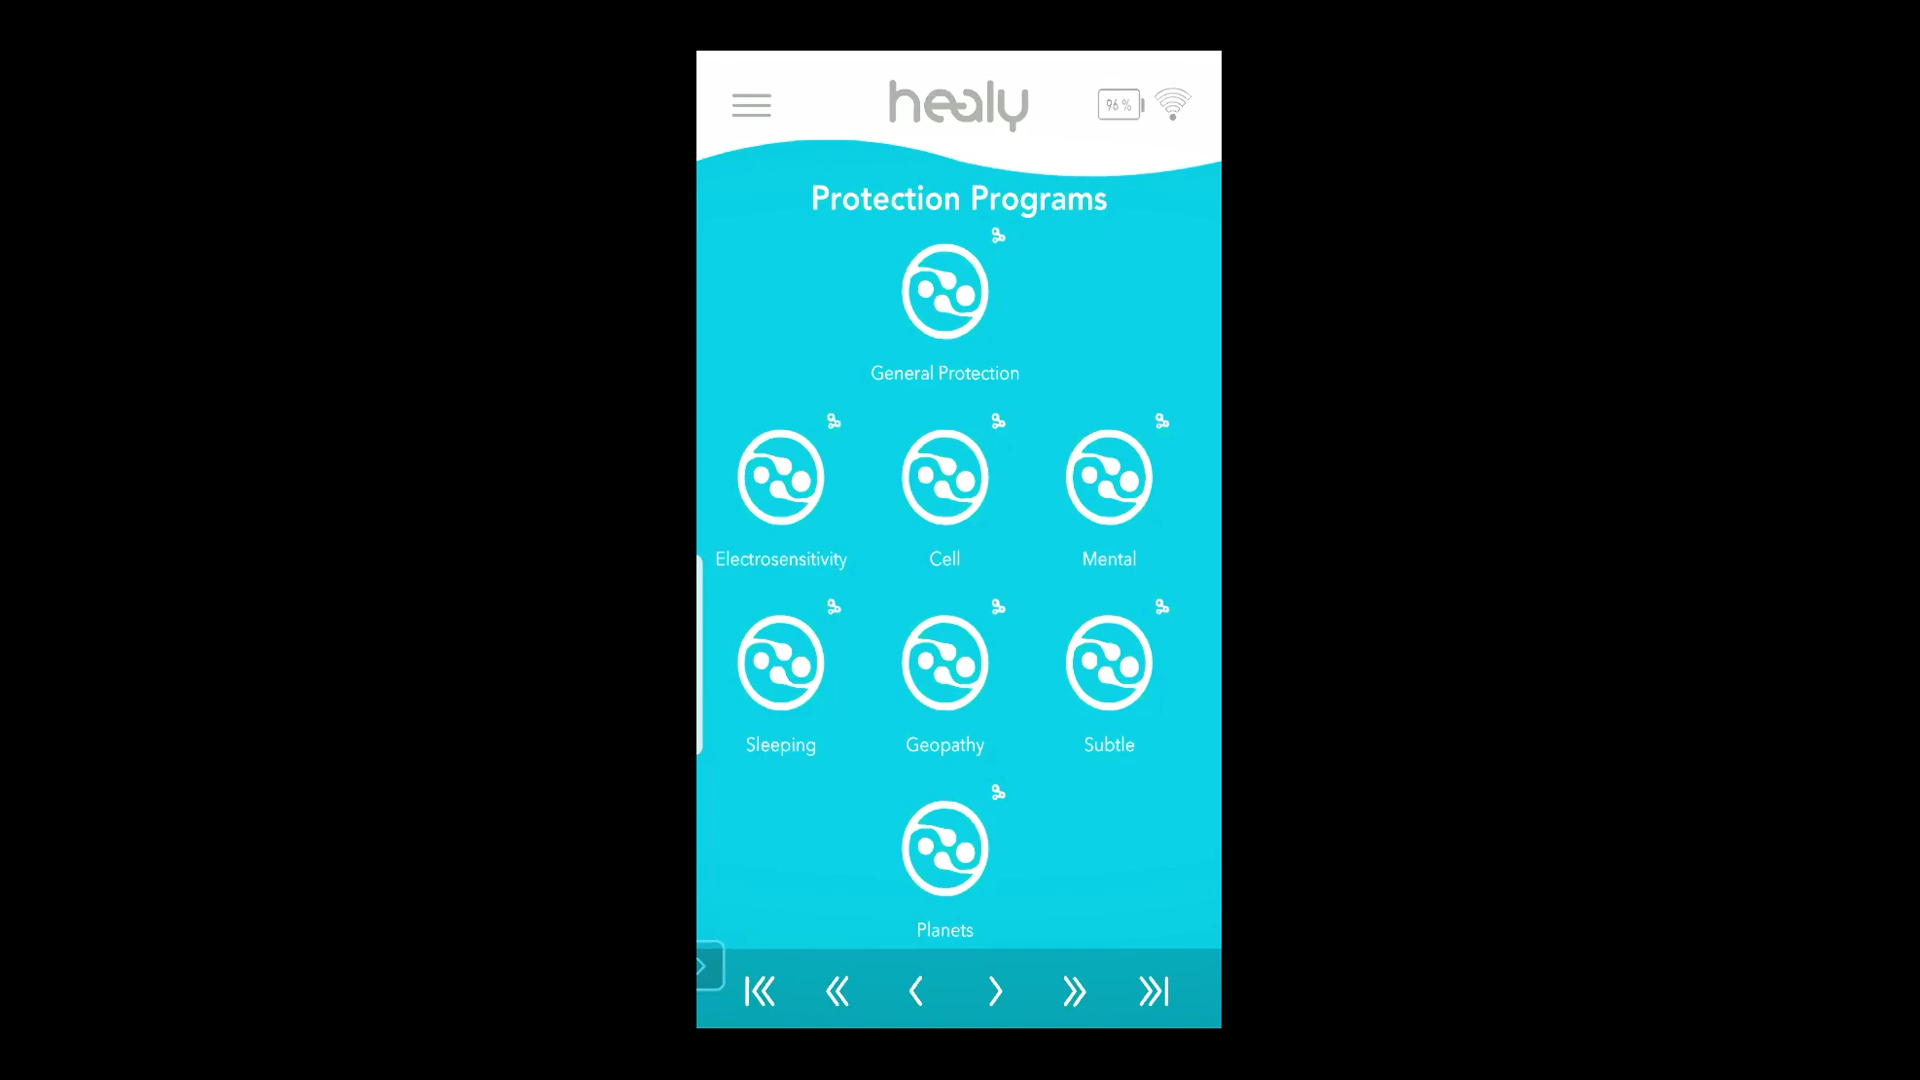 healy
96 %
Protection Programs
General Protection
Electrosensitivity
Cell
Mental
Sleeping
Geopathy
Subtle
Planets